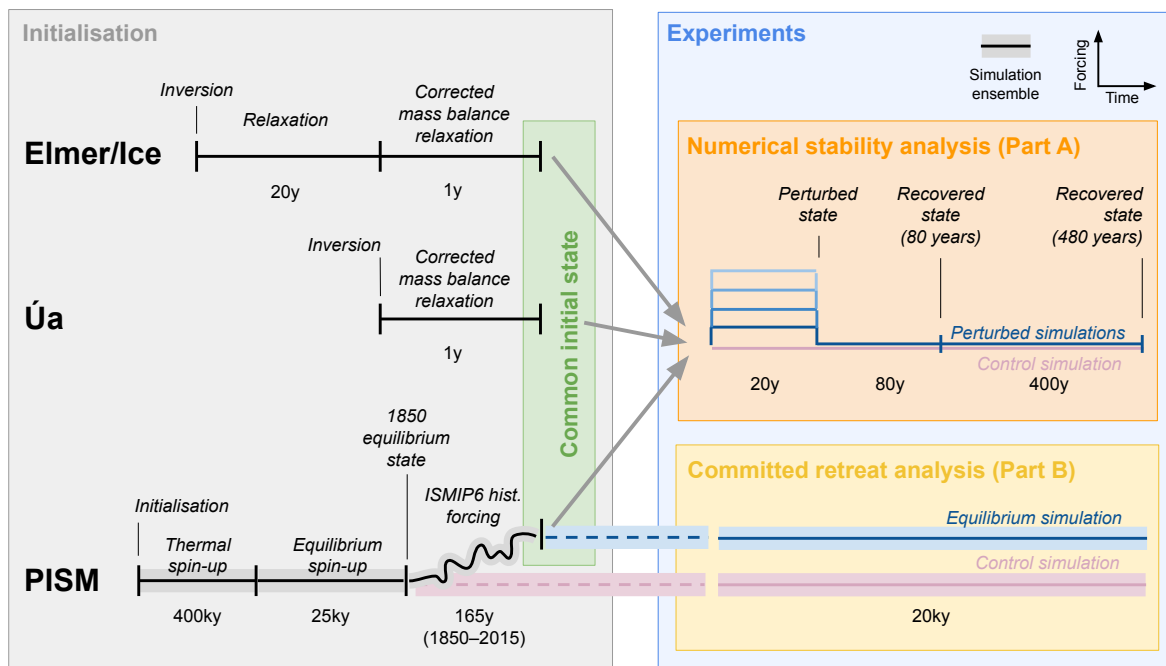 Initialisation
Experiments
Simulation
ensemble
Forcing
Time
Inversion
Relaxation
Corrected
mass balance
relaxation
Elmer/Ice
20y
1y
Inversion
Corrected
mass balance
relaxation
Úa
1y
Common initial state
1850
equilibrium
state
ISMIP6 hist.
forcing
Initialisation
Thermal
spin-up
Equilibrium
spin-up
PISM
400ky
25ky
165y
(1850–2015)
Numerical stability analysis (Part A)
Perturbed
state
Recovered
state
(80 years)
Recovered
state
(480 years)
Perturbed simulations
Control simulation
20y
80y
400y
Committed retreat analysis (Part B)
Equilibrium simulation
Control simulation
20ky